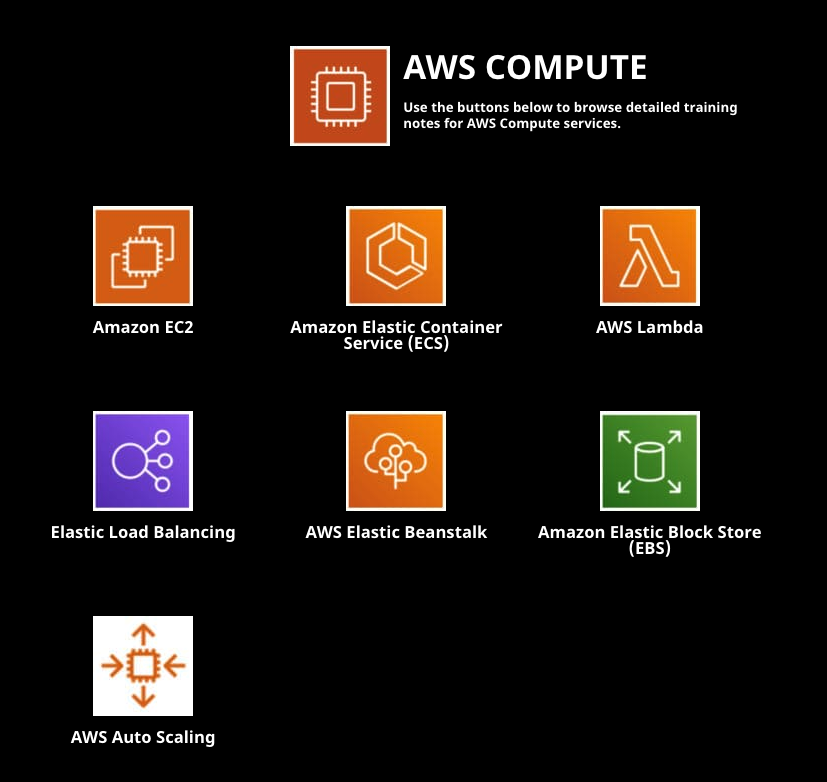 AWS COMPUTE
Use the buttons below to browse detailed training
notes for AWS Compute services.
Amazon EC2
Amazon Elastic Container
Service (ECS)
AWS Lambda
Elastic Load Balancing
AWS Elastic Beanstalk
Amazon Elastic Block Store
(EBS)
AWS Auto Scaling